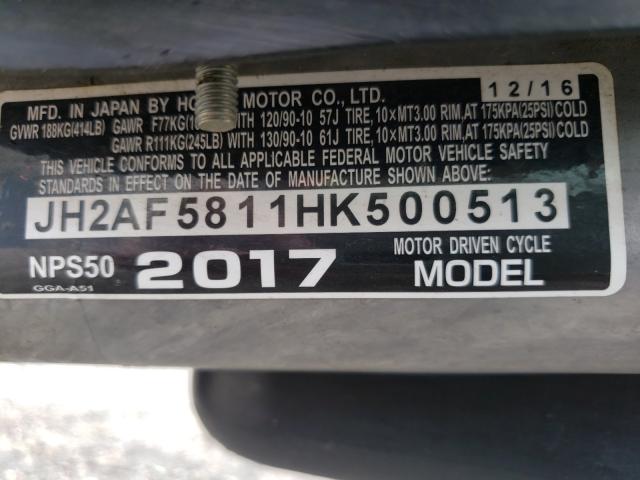 12/16
MFD. IN JAPAN BY MOTOR CO., LTD.
GVWR 188KG(414LB) GAWR F77KG( WITH 120/90-10 57J TIRE, 10×MT3.00 RIM, AT 175KPA(25PSI)COLD
GAWR R111KG(245LB) WITH 130/90-10 61J TIRE, 10×MT3.00 RIM, AT 175KPA(25PSI)COLD
THIS VEHICLE CONFORMS TO ALL APPLICABLE FEDERAL MOTOR VEHICLE SAFETY
STANDARDS IN EFFECT ON THE DATE OF MANUFACTURE SHOWN ABOVE:
JH2AF5811HK500513
NPS50 2017 MOTOR DRIVEN CYCLE
GGA-A51 MODEL